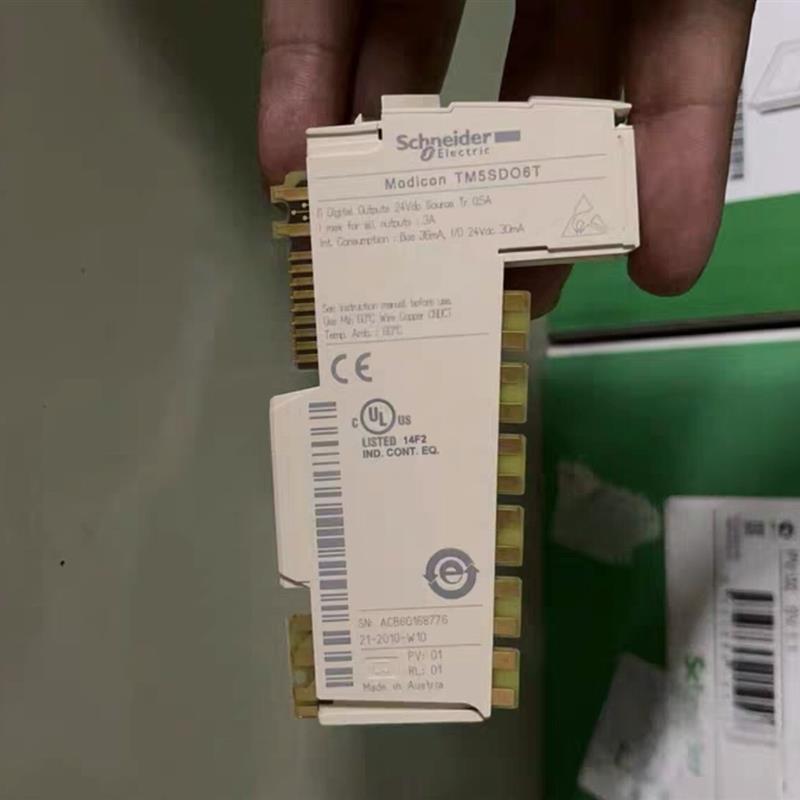 Schneider
Electric
Modicon TM5SDO6T
Digital Outputs 24Vdc Source Tr 0.5A
I max for all outputs : 3A
Int. Consumption : Bus 36mA, I/O 24Vdc 30mA
See instruction manual before use.
Use Min 60°C Wire Copper
Temp. Amb. : 60°C
CE
C UL US
LISTED 14F2
IND. CONT. EQ.
e
SN: ACB60168776
21-2010-W10
PV: 01
RL: 01
Made in Austria